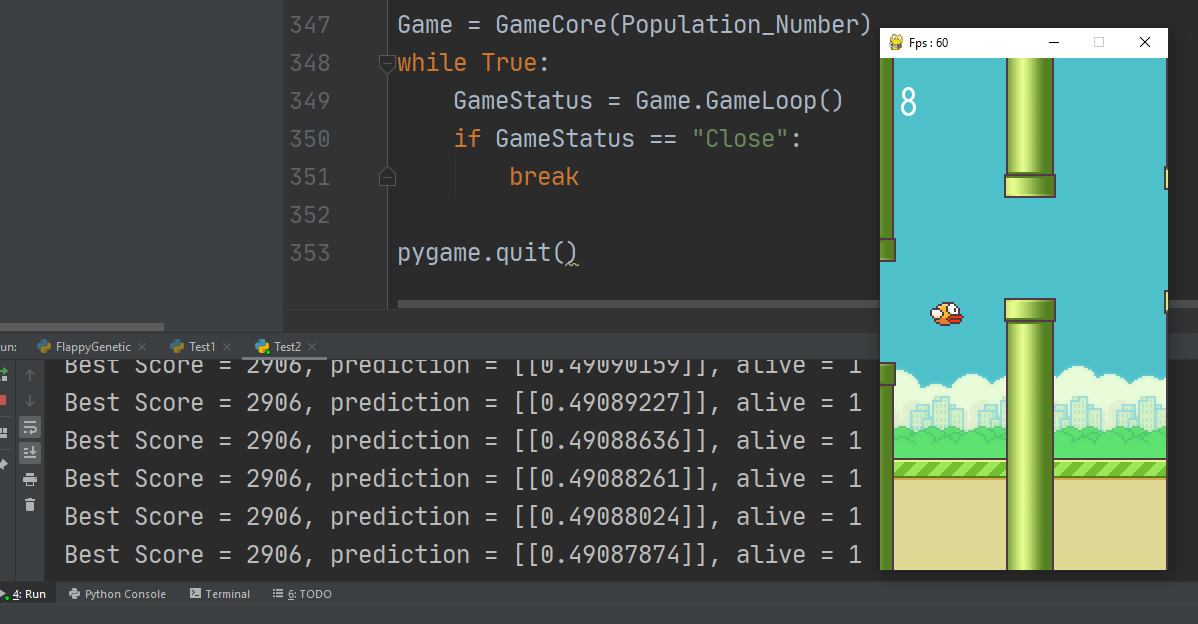 347 Game = GameCore(Population_Number)
348 while True:
349 GameStatus = Game.GameLoop()
350 if GameStatus == "Close":
351 break
352
353 pygame.quit()
Fps : 60
8
un: FlappyGenetic Test1 Test2
Best Score = 2906, prediction = [[0.49090159]], alive = 1
Best Score = 2906, prediction = [[0.49089227]], alive = 1
Best Score = 2906, prediction = [[0.49088636]], alive = 1
Best Score = 2906, prediction = [[0.49088261]], alive = 1
Best Score = 2906, prediction = [[0.49088024]], alive = 1
Best Score = 2906, prediction = [[0.49087874]], alive = 1
4: Run Python Console Terminal 6: TODO